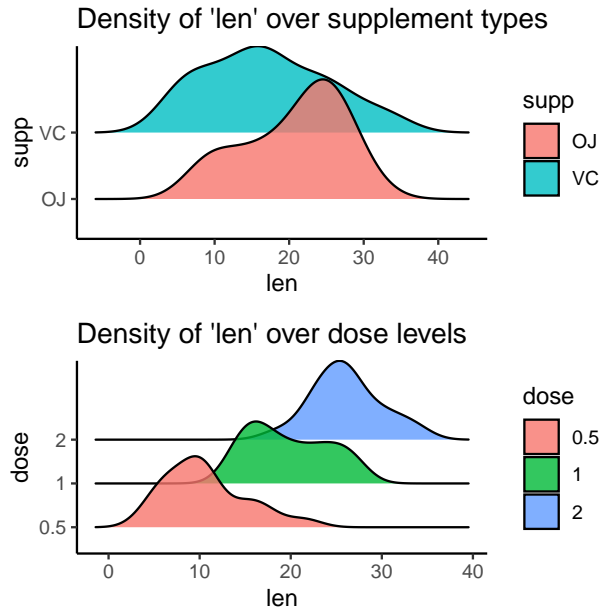 Density of 'len' over supplement types
supp
VC
OJ
0 10 20 30 40
len
supp
OJ
VC
Density of 'len' over dose levels
dose
2
1
0.5
0 10 20 30 40
len
dose
0.5
1
2